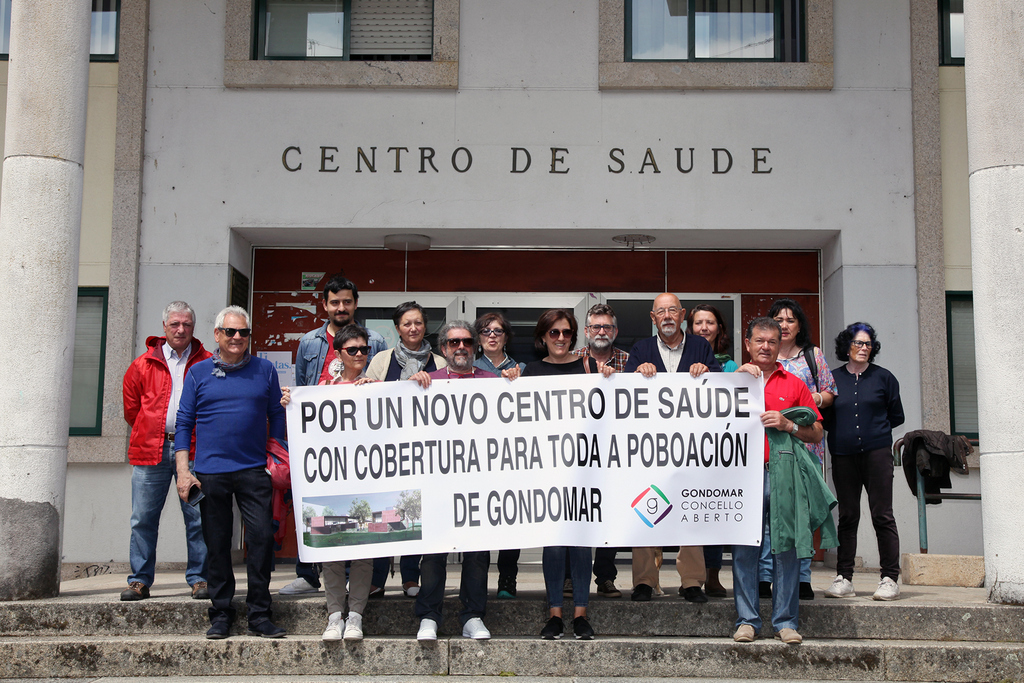 CENTRO DE SAUDE
POR UN NOVO CENTRO DE SAÚDE
CON COBERTURA PARA TODA A POBOACIÓN
DE GONDOMAR
g
GONDOMAR
CONCELLO
ABERTO